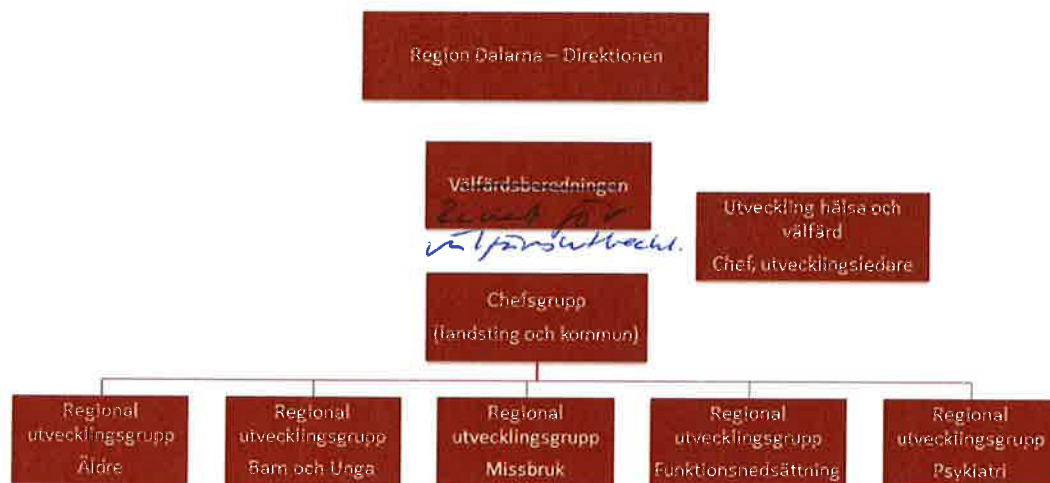 Region Dalarna – Direktionen
Välfärdsberedningen
för
Utveckling hälsa och
välfärd
Chef, utvecklingsledare
Chefsgrupp
(landsting och kommun)
Regional
utvecklingsgrupp
Äldre
Regional
utvecklingsgrupp
Barn och Unga
Regional
utvecklingsgrupp
Missbruk
Regional
utvecklingsgrupp
Funktionsnedsättning
Regional
utvecklingsgrupp
Psykiatri